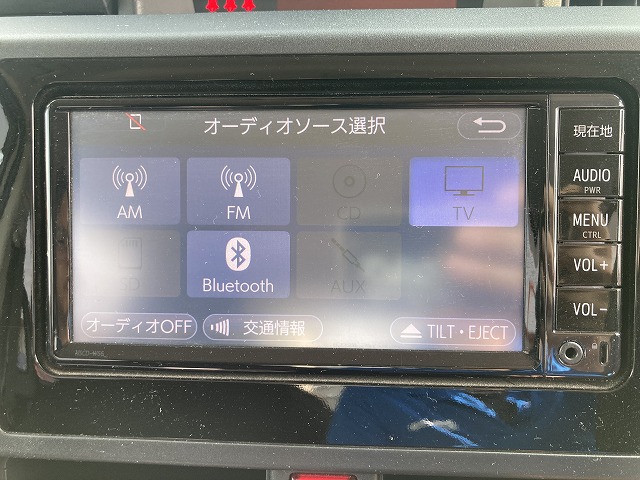 オーディオソース選択
AM
FM
CD
TV
SD
Bluetooth
AUX
オーディオOFF
交通情報
TILT・EJECT
現在地
AUDIO
PWR
MENU
CTRL
VOL+
VOL-